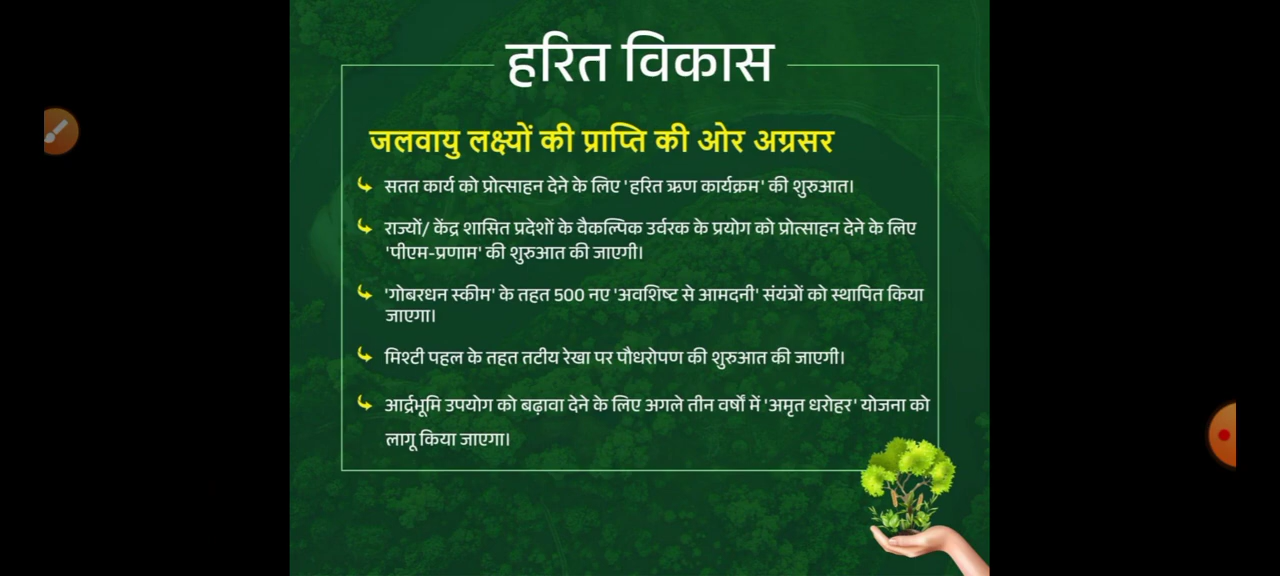 हरित विकास
जलवायु लक्ष्यों की प्राप्ति की ओर अग्रसर
सतत कार्य को प्रोत्साहन देने के लिए 'हरित ऋण कार्यक्रम' की शुरुआत।
राज्यों/ केंद्र शासित प्रदेशों के वैकल्पिक उर्वरक के प्रयोग को प्रोत्साहन देने के लिए
'पीएम-प्रणाम' की शुरुआत की जाएगी।
'गोबरधन स्कीम' के तहत 500 नए 'अवशिष्ट से आमदनी' संयंत्रों को स्थापित किया
जाएगा।
मिश्टी पहल के तहत तटीय रेखा पर पौधरोपण की शुरुआत की जाएगी।
आर्द्रभूमि उपयोग को बढ़ावा देने के लिए अगले तीन वर्षों में 'अमृत धरोहर' योजना को
लागू किया जाएगा।